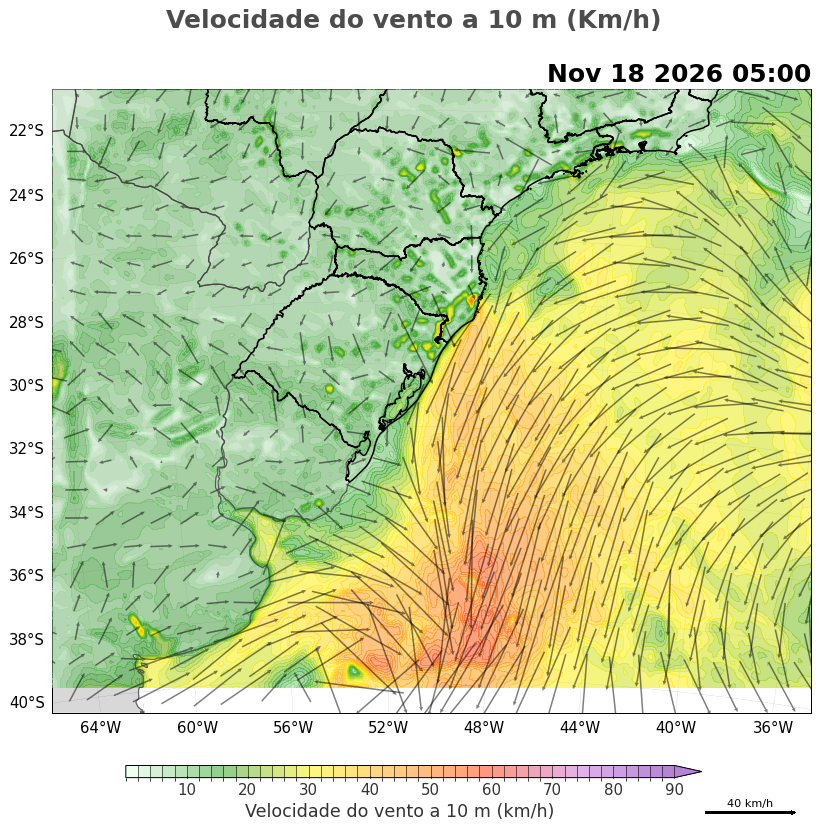 Velocidade do vento a 10 m (Km/h)
Nov 18 2026 05:00
22°S
24°S
26°S
28°S
30°S
32°S
34°S
36°S
38°S
40°S
64°W 60°W 56°W 52°W 48°W 44°W 40°W 36°W
10 20 30 40 50 60 70 80 90
Velocidade do vento a 10 m (km/h)
40 km/h